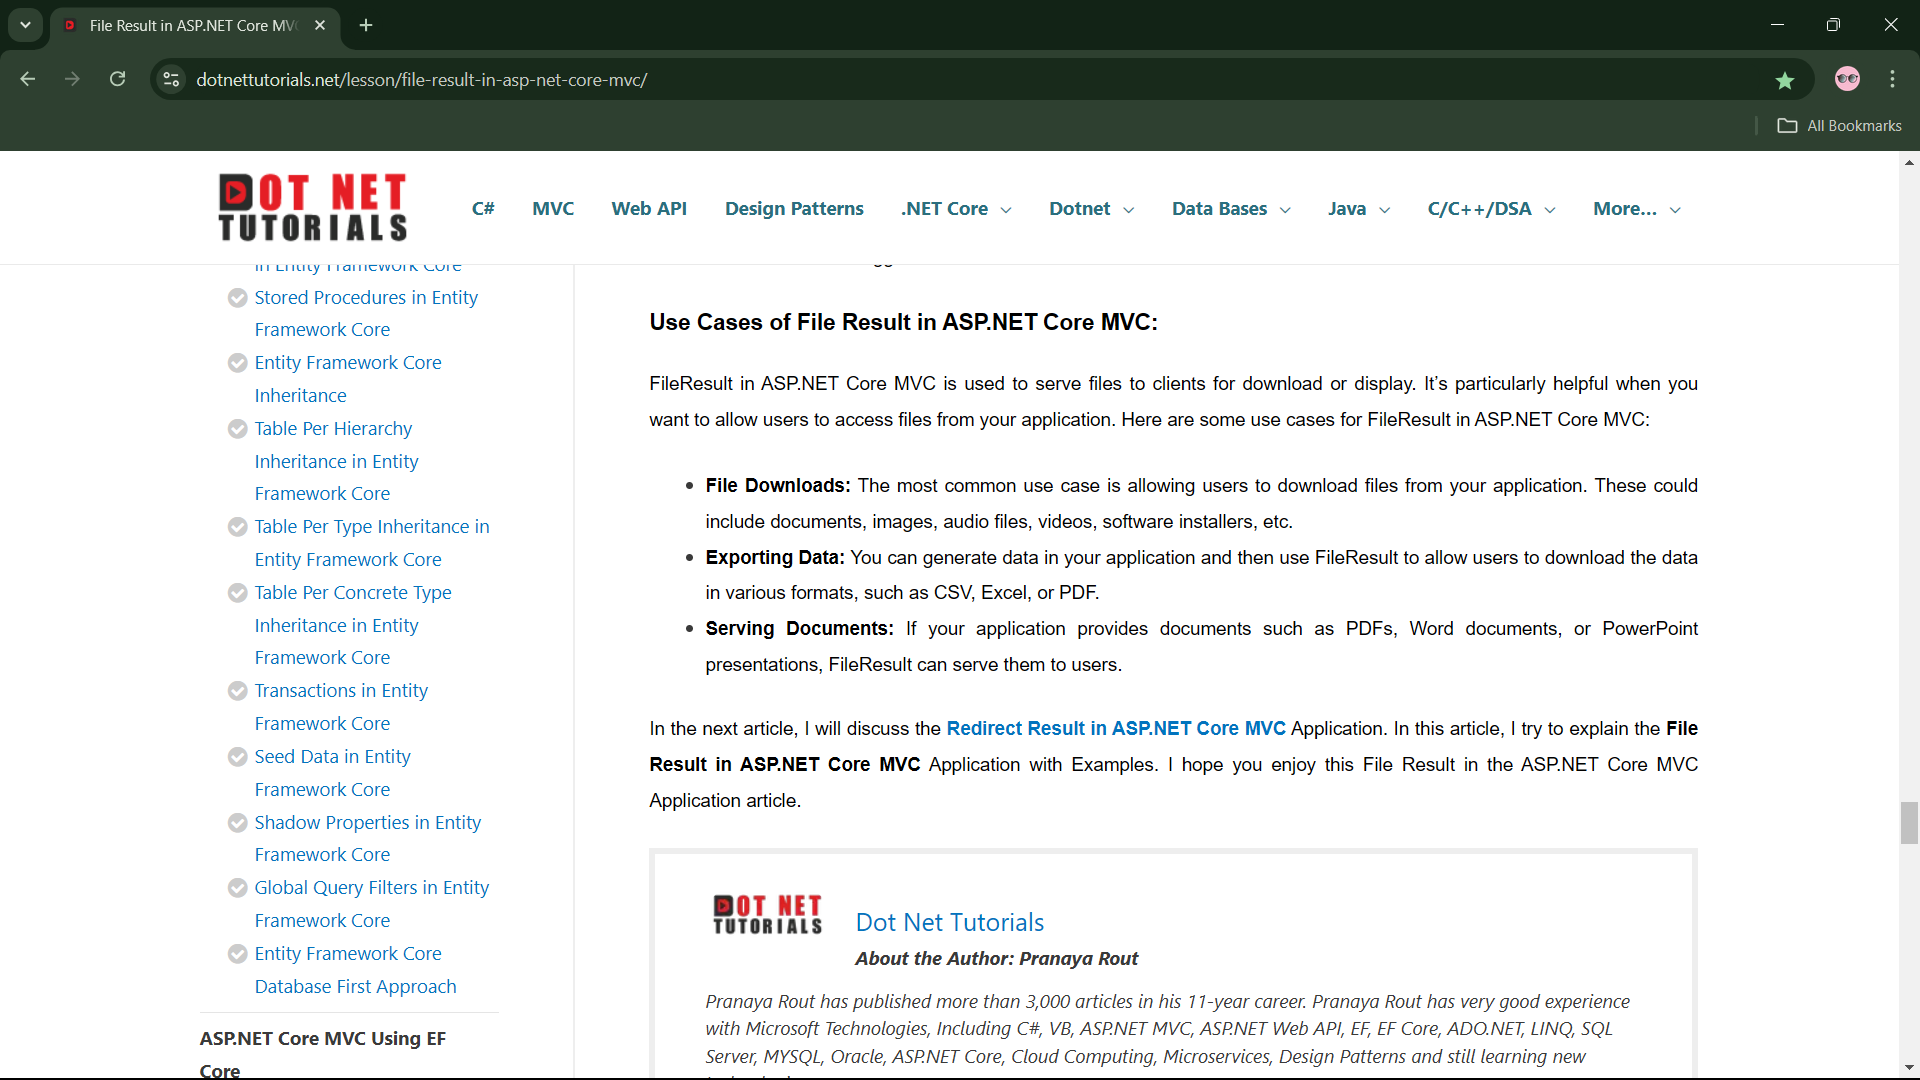 File Result in ASP.NET Core MV
dotnettutorials.net/lesson/file-result-in-asp-net-core-mvc/
All Bookmarks
DOT NET
TUTORIALS
C# MVC Web API Design Patterns .NET Core Dotnet Data Bases Java C/C++/DSA More...
in Entity Framework Core
Stored Procedures in Entity
Framework Core
Entity Framework Core
Inheritance
Table Per Hierarchy
Inheritance in Entity
Framework Core
Table Per Type Inheritance in
Entity Framework Core
Table Per Concrete Type
Inheritance in Entity
Framework Core
Transactions in Entity
Framework Core
Seed Data in Entity
Framework Core
Shadow Properties in Entity
Framework Core
Global Query Filters in Entity
Framework Core
Entity Framework Core
Database First Approach
ASP.NET Core MVC Using EF
Core
Use Cases of File Result in ASP.NET Core MVC:
FileResult in ASP.NET Core MVC is used to serve files to clients for download or display. It’s particularly helpful when you
want to allow users to access files from your application. Here are some use cases for FileResult in ASP.NET Core MVC:
• File Downloads: The most common use case is allowing users to download files from your application. These could
include documents, images, audio files, videos, software installers, etc.
• Exporting Data: You can generate data in your application and then use FileResult to allow users to download the data
in various formats, such as CSV, Excel, or PDF.
• Serving Documents: If your application provides documents such as PDFs, Word documents, or PowerPoint
presentations, FileResult can serve them to users.
In the next article, I will discuss the Redirect Result in ASP.NET Core MVC Application. In this article, I try to explain the File
Result in ASP.NET Core MVC Application with Examples. I hope you enjoy this File Result in the ASP.NET Core MVC
Application article.
DOT NET
TUTORIALS
Dot Net Tutorials
About the Author: Pranaya Rout
Pranaya Rout has published more than 3,000 articles in his 11-year career. Pranaya Rout has very good experience
with Microsoft Technologies, Including C#, VB, ASP.NET MVC, ASP.NET Web API, EF, EF Core, ADO.NET, LINQ, SQL
Server, MYSQL, Oracle, ASP.NET Core, Cloud Computing, Microservices, Design Patterns and still learning new